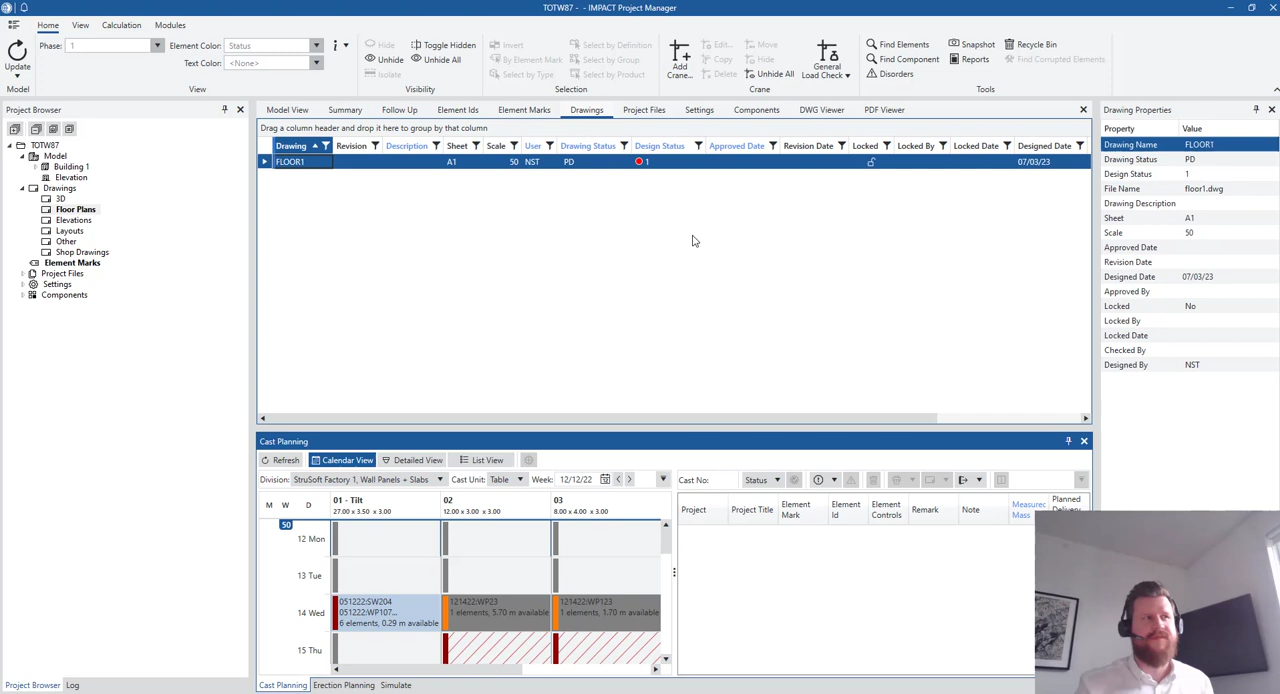 TOTW87 - - IMPACT Project Manager
Home View Calculation Modules
Update
Model
Phase: 1
Element Color: Status
Text Color: <None>
View
Hide
Unhide
Isolate
Toggle Hidden
Unhide All
Visibility
Invert
By Element Mark
Select by Type
Select by Definition
Select by Group
Select by Product
Selection
Add
Crane...
Edit...
Copy
Delete
Move
Hide
Unhide All
General
Load Check
Crane
Find Elements
Find Component
Disorders
Snapshot
Reports
Recycle Bin
Find Corrupted Elements
Tools
Project Browser
TOTW87
Model
Building 1
Elevation
Drawings
3D
Floor Plans
Elevations
Layouts
Other
Shop Drawings
Element Marks
Project Files
Settings
Components
Project Browser Log
Model View Summary Follow Up Element Ids Element Marks Drawings Project Files Settings Components DWG Viewer PDF Viewer
Drag a column header and drop it here to group by that column
Drawing Revision Description Sheet Scale User Drawing Status Design Status Approved Date Revision Date Locked Locked By Locked Date Designed Date
FLOOR1 A1 50 NST PD 1 07/03/23
Drawing Properties
Property Value
Drawing Name FLOOR1
Drawing Status PD
Design Status 1
File Name floor1.dwg
Drawing Description
Sheet A1
Scale 50
Approved Date
Revision Date
Designed Date 07/03/23
Approved By
Locked No
Locked By
Locked Date
Checked By
Designed By NST
Cast Planning
Refresh Calendar View Detailed View List View
Division: StruSoft Factory 1, Wall Panels + Slabs Cast Unit: Table Week: 12/12/22
M W D
01 - Tilt
27.00 x 3.50 x 3.00
02
12.00 x 3.00 x 3.00
03
8.00 x 4.00 x 3.00
50
12 Mon
13 Tue
14 Wed
051222:SW204
051222:WP107...
6 elements, 0.29 m available
121422:WP23
1 elements, 5.70 m available
121422:WP123
1 elements, 1.70 m available
15 Thu
Cast No: Status
Project Project Title Element
Mark Element
Id Element
Controls Remark Note Measured
Mass Planned
Delivery
Cast Planning Erection Planning Simulate